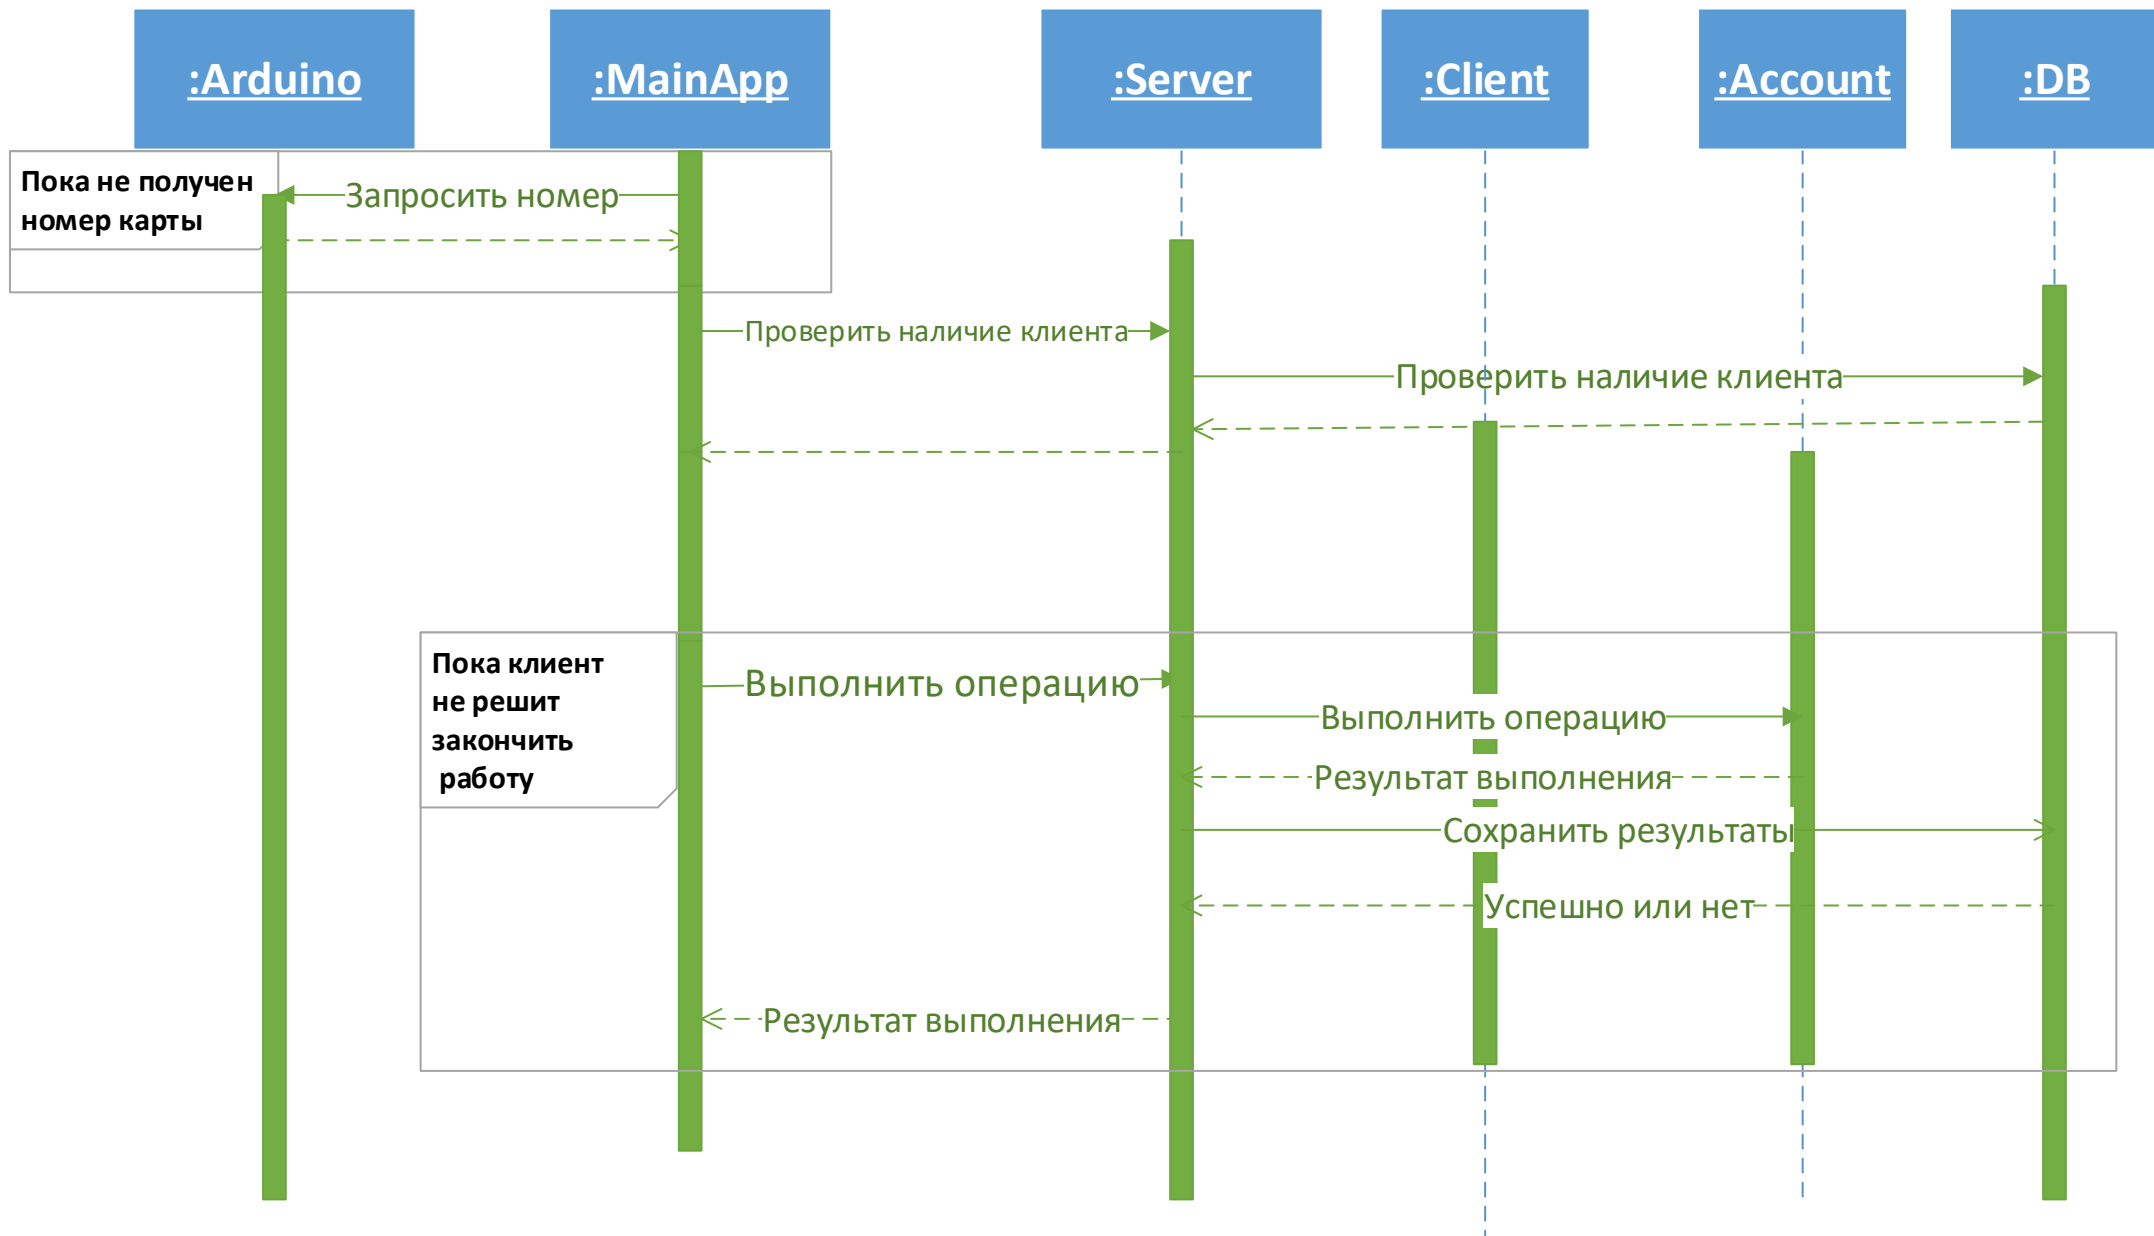 :Arduino
:MainApp
:Server
:Client
:Account
:DB
Пока не получен
номер карты
Запросить номер
Проверить наличие клиента
Проверить наличие клиента
Пока клиент
не решит
закончить
работу
Выполнить операцию
Выполнить операцию
Результат выполнения
Сохранить результаты
Успешно или нет
Результат выполнения